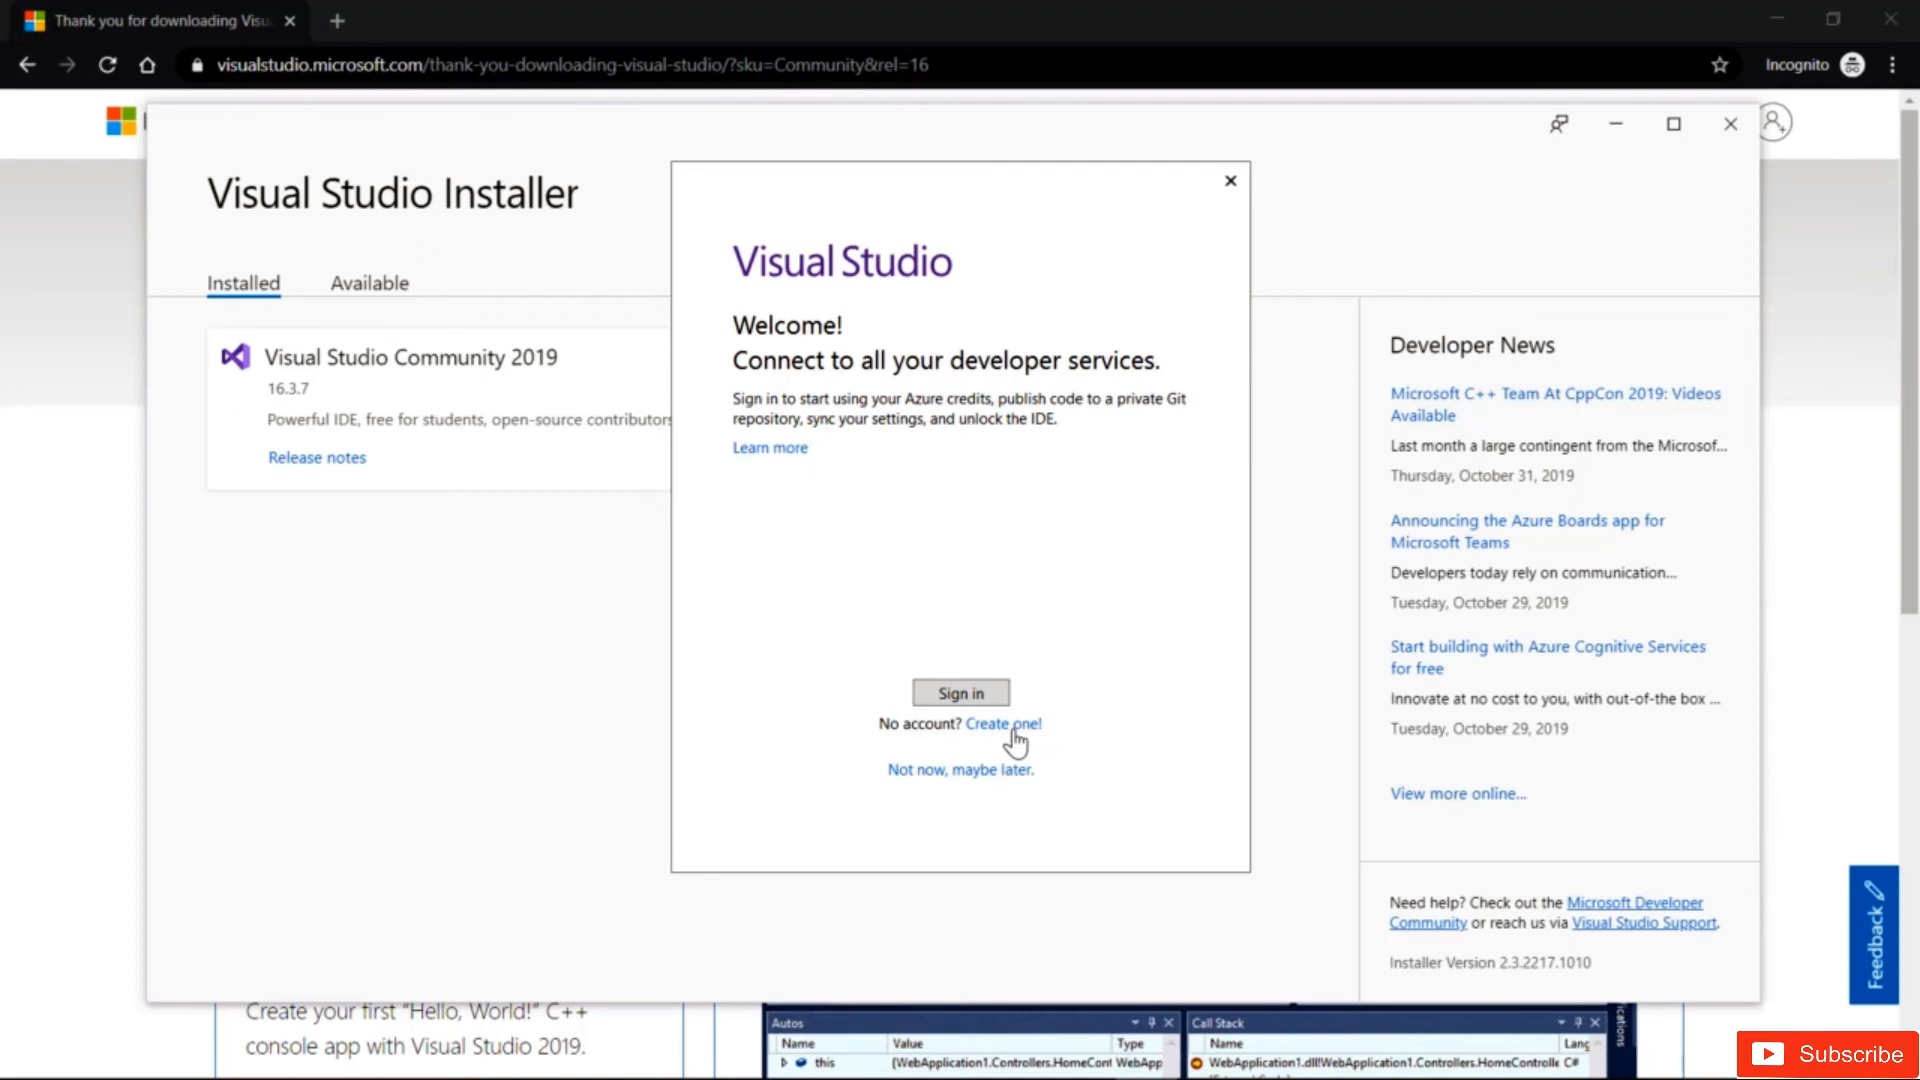 Thank you for downloading Visu
visualstudio.microsoft.com/thank-you-downloading-visual-studio/?sku=Community&rel=16
Incognito
Visual Studio Installer
Installed
Available
Visual Studio Community 2019
16.3.7
Powerful IDE, free for students, open-source contributors
Release notes
Visual Studio
Welcome!
Connect to all your developer services.
Sign in to start using your Azure credits, publish code to a private Git
repository, sync your settings, and unlock the IDE.
Learn more
Sign in
No account? Create one!
Not now, maybe later.
Developer News
Microsoft C++ Team At CppCon 2019: Videos
Available
Last month a large contingent from the Microsof...
Thursday, October 31, 2019
Announcing the Azure Boards app for
Microsoft Teams
Developers today rely on communication...
Tuesday, October 29, 2019
Start building with Azure Cognitive Services
for free
Innovate at no cost to you, with out-of-the box ...
Tuesday, October 29, 2019
View more online...
Need help? Check out the Microsoft Developer
Community or reach us via Visual Studio Support.
Installer Version 2.3.2217.1010
Feedback
Create your first "Hello, World!" C++
console app with Visual Studio 2019.
Autos
Name Value Type
this {WebApplication1.Controllers.HomeCont WebApp
Call Stack
Name Lang
WebApplication1.dll!WebApplication1.Controllers.HomeControlle C#
Subscribe